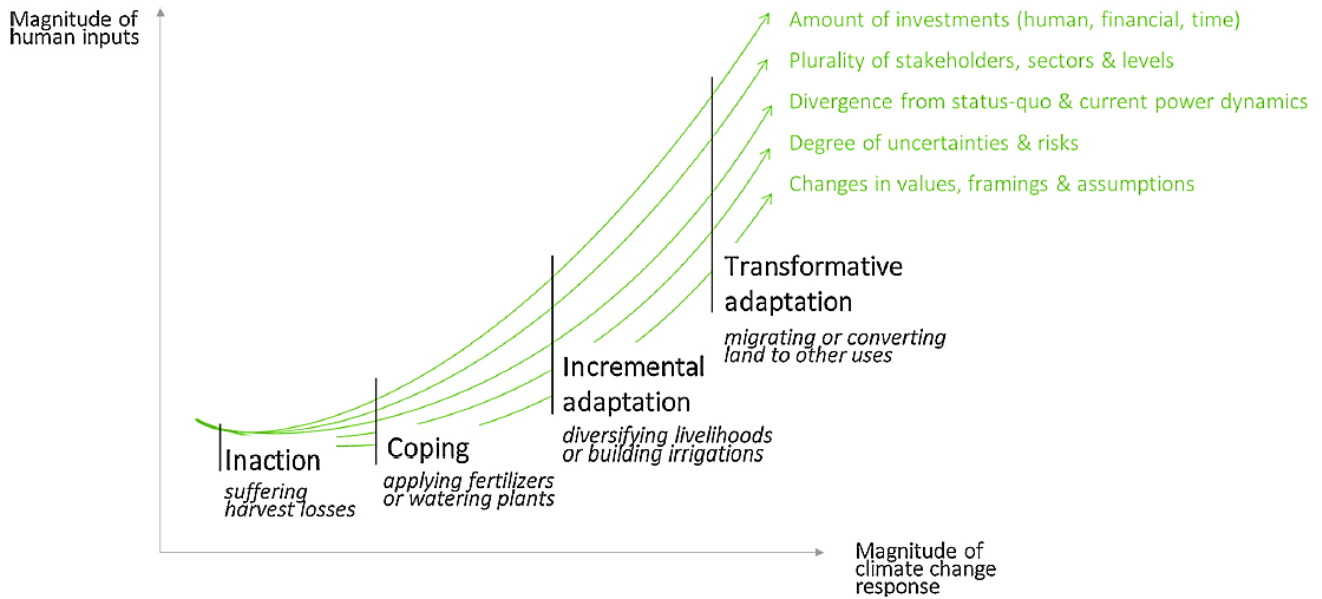 Magnitude of
human inputs
Amount of investments (human, financial, time)
Plurality of stakeholders, sectors & levels
Divergence from status-quo & current power dynamics
Degree of uncertainties & risks
Changes in values, framings & assumptions
Transformative
adaptation
migrating or converting
land to other uses
Incremental
adaptation
diversifying livelihoods
or building irrigations
Coping
applying fertilizers
or watering plants
Inaction
suffering
harvest losses
Magnitude of
climate change
response